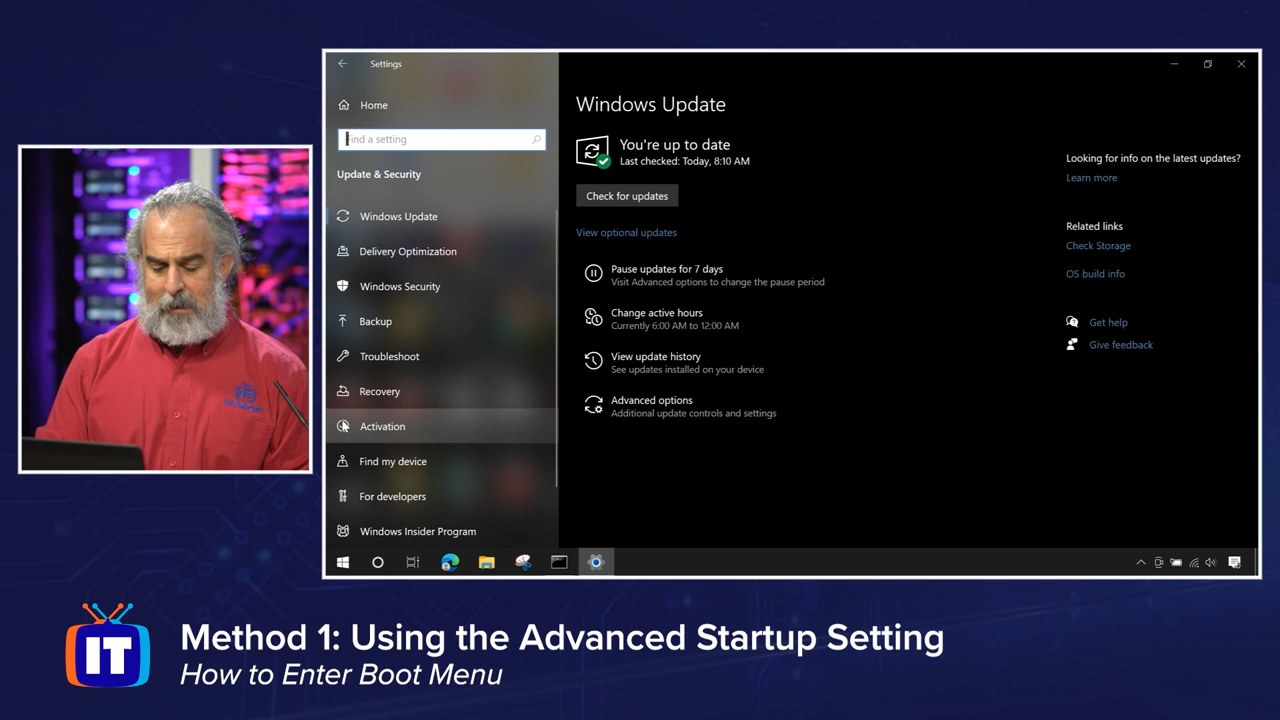 Settings
Home
Find a setting
Update & Security
Windows Update
Delivery Optimization
Windows Security
Backup
Troubleshoot
Recovery
Activation
Find my device
For developers
Windows Insider Program
Windows Update
You're up to date
Last checked: Today, 8:10 AM
Check for updates
View optional updates
Pause updates for 7 days
Visit Advanced options to change the pause period
Change active hours
Currently 6:00 AM to 12:00 AM
View update history
See updates installed on your device
Advanced options
Additional update controls and settings
Looking for info on the latest updates?
Learn more
Related links
Check Storage
OS build info
Get help
Give feedback
IT
Method 1: Using the Advanced Startup Setting
How to Enter Boot Menu